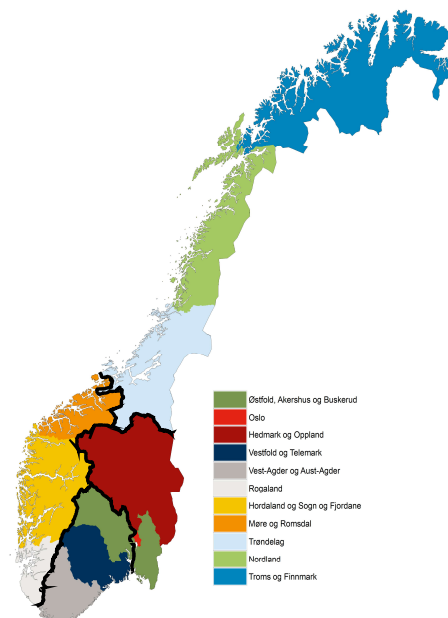 Østfold, Akershus og Buskerud
Oslo
Hedmark og Oppland
Vestfold og Telemark
Vest-Agder og Aust-Agder
Rogaland
Hordaland og Sogn og Fjordane
Møre og Romsdal
Trøndelag
Nordland
Troms og Finnmark